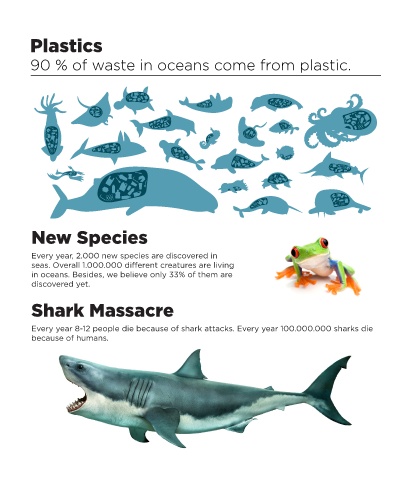 Plastics
90 % of waste in oceans come from plastic.
New Species
Every year, 2.000 new species are discovered in
seas. Overall 1.000.000 different creatures are living
in oceans. Besides, we believe only 33% of them are
discovered yet.
Shark Massacre
Every year 8-12 people die because of shark attacks. Every year 100.000.000 sharks die
because of humans.